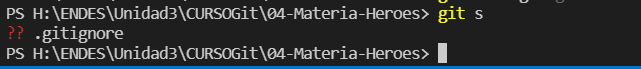 PS H:\ENDES\Unidad3\CURSOGit\04-Materia-Heroes> git s
?? .gitignore
PS H:\ENDES\Unidad3\CURSOGit\04-Materia-Heroes>